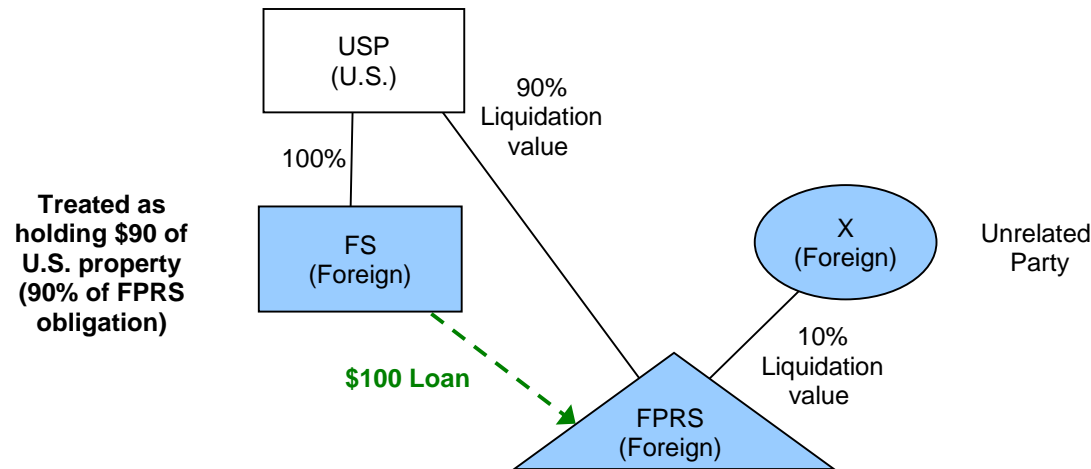 USP
(U.S.)
90%
Liquidation
value
100%
Treated as
holding $90 of
U.S. property
(90% of FPRS
obligation)
FS
(Foreign)
X
(Foreign)
Unrelated
Party
$100 Loan
10%
Liquidation
value
FPRS
(Foreign)